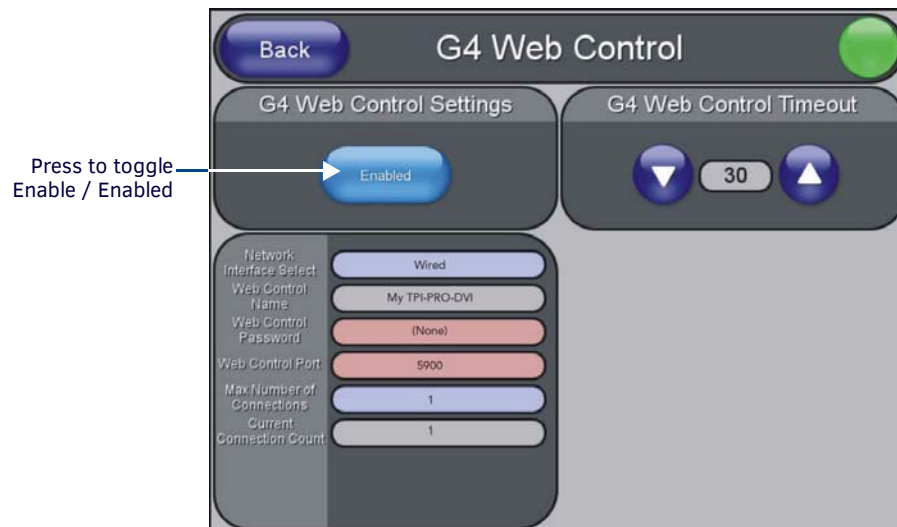 Back
G4 Web Control
G4 Web Control Settings
Press to toggle
Enable / Enabled
Enabled
G4 Web Control Timeout
30
Network
Interface Select
Wired
Web Control
Name
My TPI-PRO-DVI
Web Control
Password
(None)
Web Control Port
5900
Max Number of
Connections
1
Current
Connection Count
1